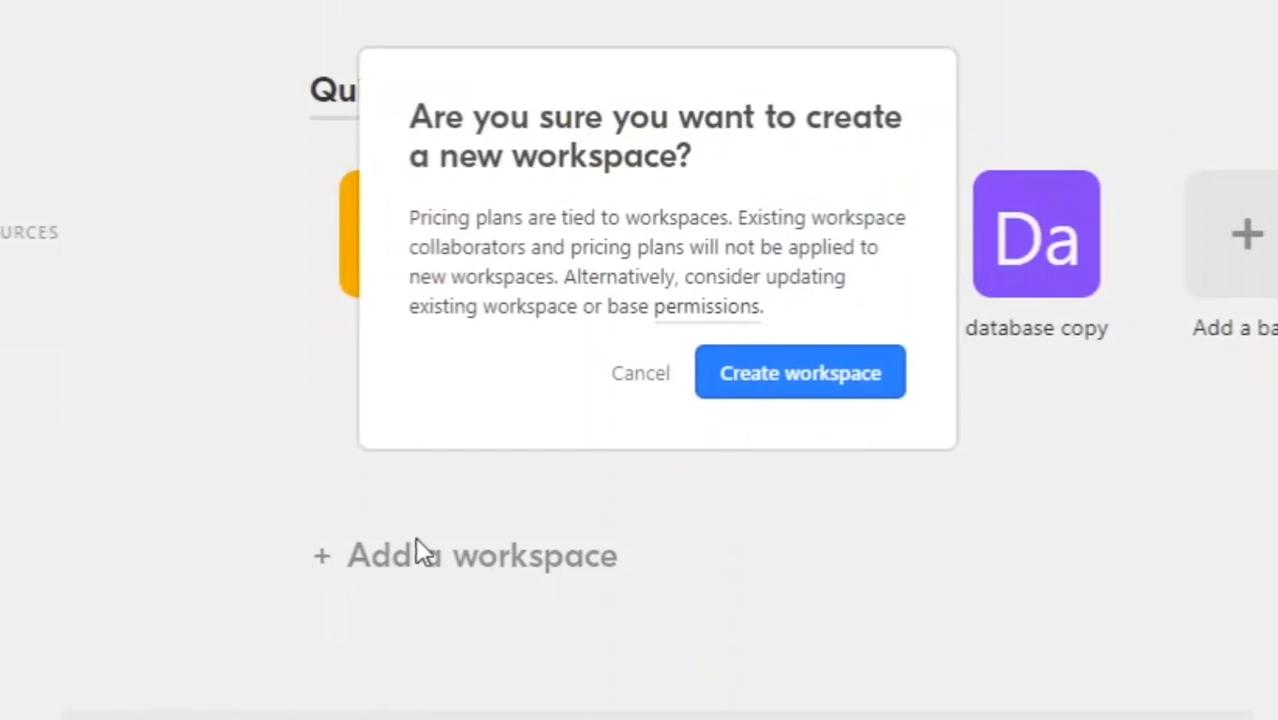 Qu
Are you sure you want to create
a new workspace?
Pricing plans are tied to workspaces. Existing workspace
collaborators and pricing plans will not be applied to
new workspaces. Alternatively, consider updating
existing workspace or base permissions.
Cancel
Create workspace
URCES
Da
+
database copy
Add a ba
+ Add a workspace